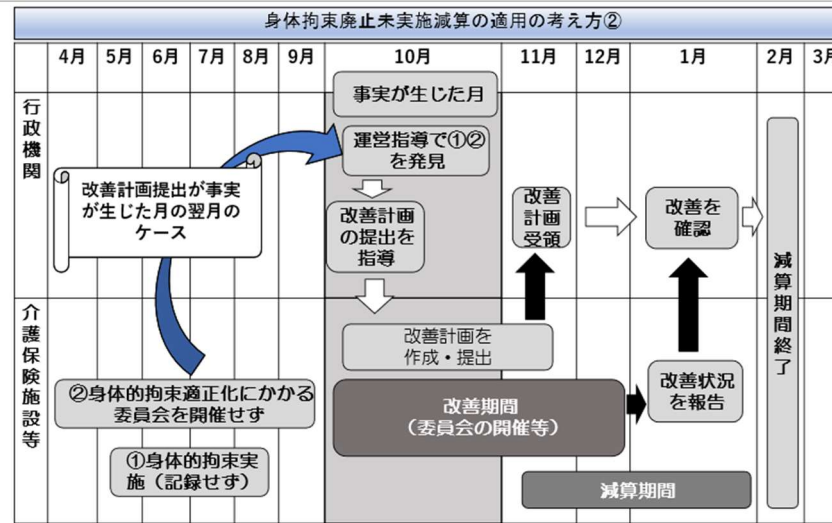 身体拘束廃止未実施減算の適用の考え方②
4月 5月 6月 7月 8月 9月 10月 11月 12月 1月 2月 3月
行政機関
事実が生じた月
運営指導で①②
を発見
改善計画提出が事実
が生じた月の翌月の
ケース
改善計画
の提出を
指導
改善
計画
受領
改善を
確認
減算期間終了
介護保険施設等
改善計画を
作成・提出
②身体的拘束適正化にかかる
委員会を開催せず
改善期間
（委員会の開催等）
改善状況
を報告
①身体的拘束実
施（記録せず）
減算期間